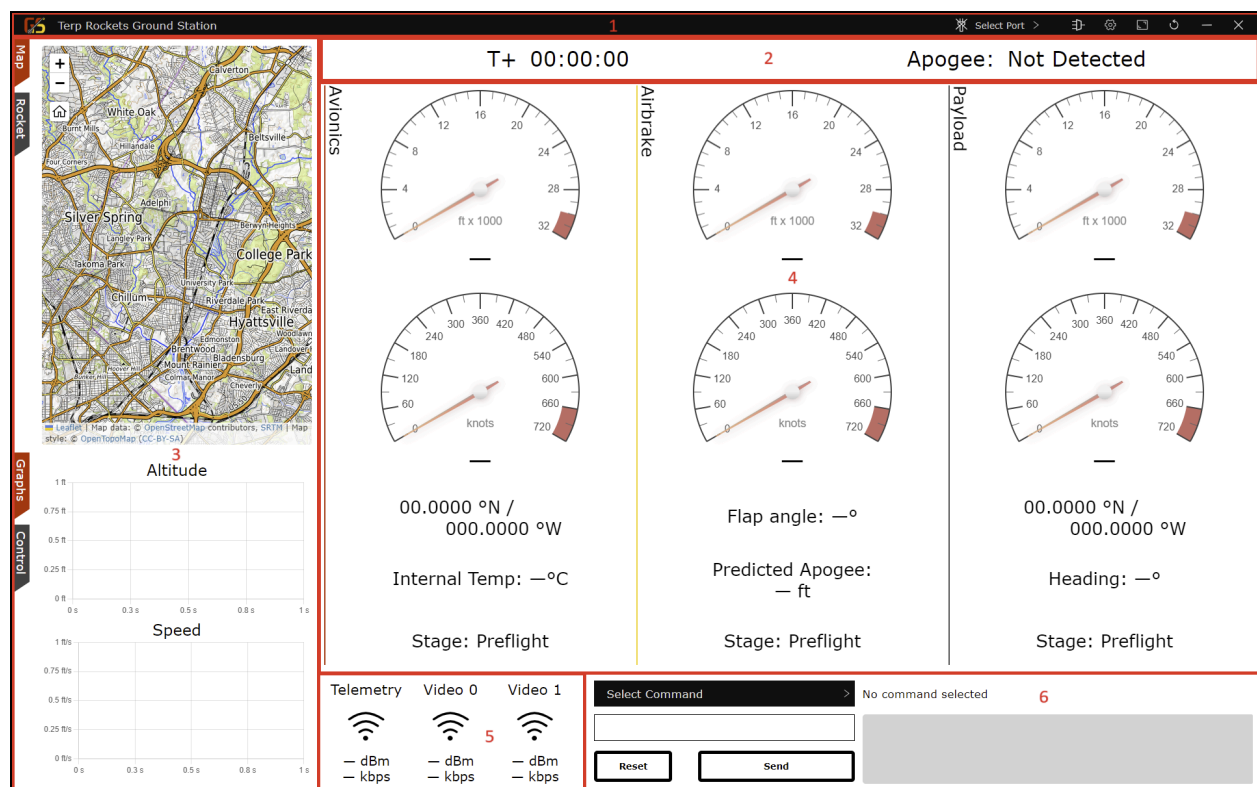 GS Terp Rockets Ground Station
1
Select Port >
Map
Rocket
+
−
Calverton
White Oak
Burnt Mills
Hillandale
Beltsville
Four Corners
Adelphi
Silver Spring
Langley Park
Berwyn Heights
College Park
Takoma Park
University Park
Chillum
Riverdale Park
East Riverda
Hyattsville
Edmonston
Woodlawn
Brentwood
Bladensburg
Landover
Mount Rainier
Hoover Hill
Land
Bunker Hill
Colmar Manor
Cheverly
Leaflet | Map data: © OpenStreetMap contributors, SRTM | Map
style: © OpenTopoMap (CC-BY-SA)
3
Graphs
Control
Altitude
1 ft
0.75 ft
0.5 ft
0.25 ft
0 ft
0 s 0.3 s 0.5 s 0.8 s 1 s
Speed
1 ft/s
0.75 ft/s
0.5 ft/s
0.25 ft/s
0 ft/s
0 s 0.3 s 0.5 s 0.8 s 1 s
T+ 00:00:00
2
Apogee: Not Detected
Avionics
0 4 8 12 16 20 24 28 32
ft x 1000
—
0 60 120 180 240 300 360 420 480 540 600 660 720
knots
—
00.0000 °N /
000.0000 °W
Internal Temp: —°C
Stage: Preflight
Airbrake
0 4 8 12 16 20 24 28 32
ft x 1000
—
4
0 60 120 180 240 300 360 420 480 540 600 660 720
knots
—
Flap angle: —°
Predicted Apogee:
— ft
Stage: Preflight
Payload
0 4 8 12 16 20 24 28 32
ft x 1000
—
0 60 120 180 240 300 360 420 480 540 600 660 720
knots
—
00.0000 °N /
000.0000 °W
Heading: —°
Stage: Preflight
Telemetry Video 0 Video 1
5
— dBm — dBm — dBm
— kbps — kbps — kbps
Select Command >
No command selected
6
Reset
Send